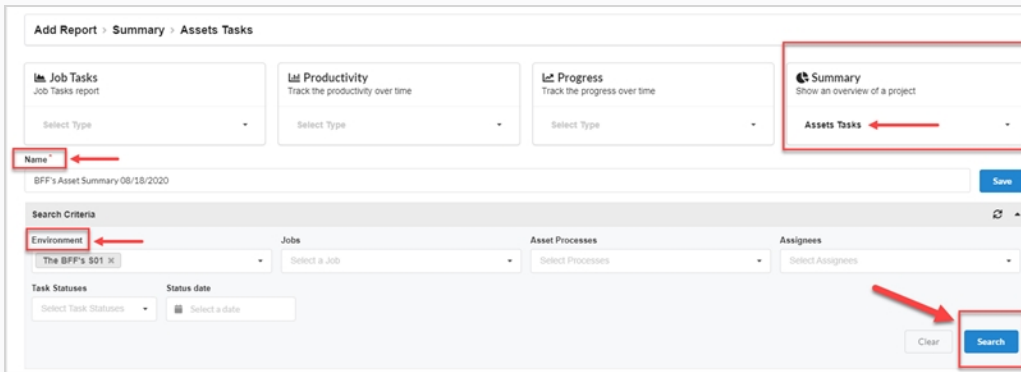 Add Report > Summary > Assets Tasks
Job Tasks
Job Tasks report
Select Type
Productivity
Track the productivity over time
Select Type
Progress
Track the progress over time
Select Type
Summary
Show an overview of a project
Assets Tasks
Name *
BFF's Asset Summary 08/18/2020
Save
Search Criteria
Environment
The BFF's S01 ×
Jobs
Select a Job
Asset Processes
Select Processes
Assignees
Select Assignees
Task Statuses
Select Task Statuses
Status date
Select a date
Clear
Search